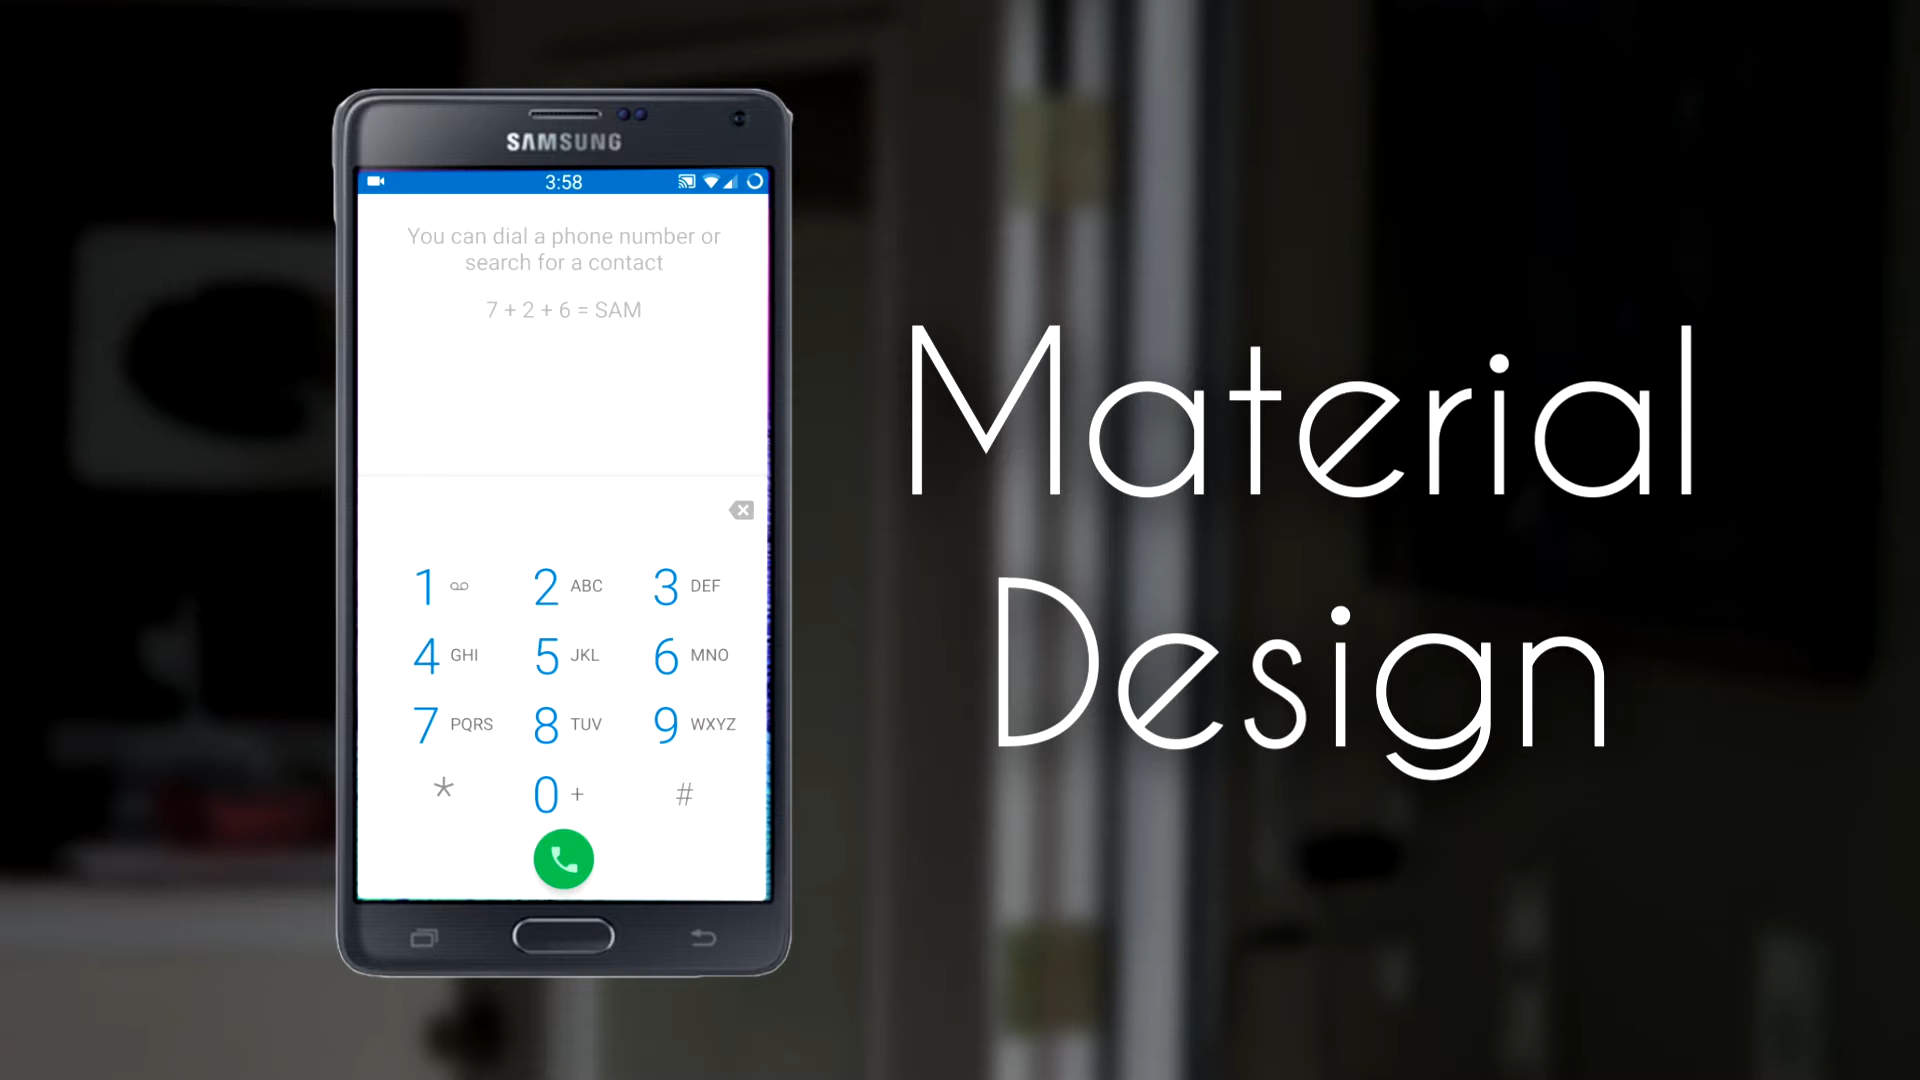 SAMSUNG
3:58
You can dial a phone number or
search for a contact
7 + 2 + 6 = SAM
1
2 ABC
3 DEF
4 GHI
5 JKL
6 MNO
7 PQRS
8 TUV
9 WXYZ
*
0 +
#
Material
Design